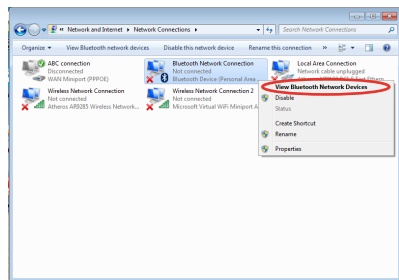 « Network and Internet ▸ Network Connections ▸
Search Network Connections
Organize ▾ View Bluetooth network devices Disable this network device Rename this connection »
ABC connection
Disconnected
WAN Miniport (PPPOE)
Bluetooth Network Connection
Not connected
Bluetooth Device (Personal Area ...
Local Area Connection
Network cable unplugged
Wireless Network Connection
Not connected
Atheros AR9285 Wireless Network...
Wireless Network Connection 2
Not connected
Microsoft Virtual WiFi Miniport A
View Bluetooth Network Devices
Disable
Status
Create Shortcut
Rename
Properties